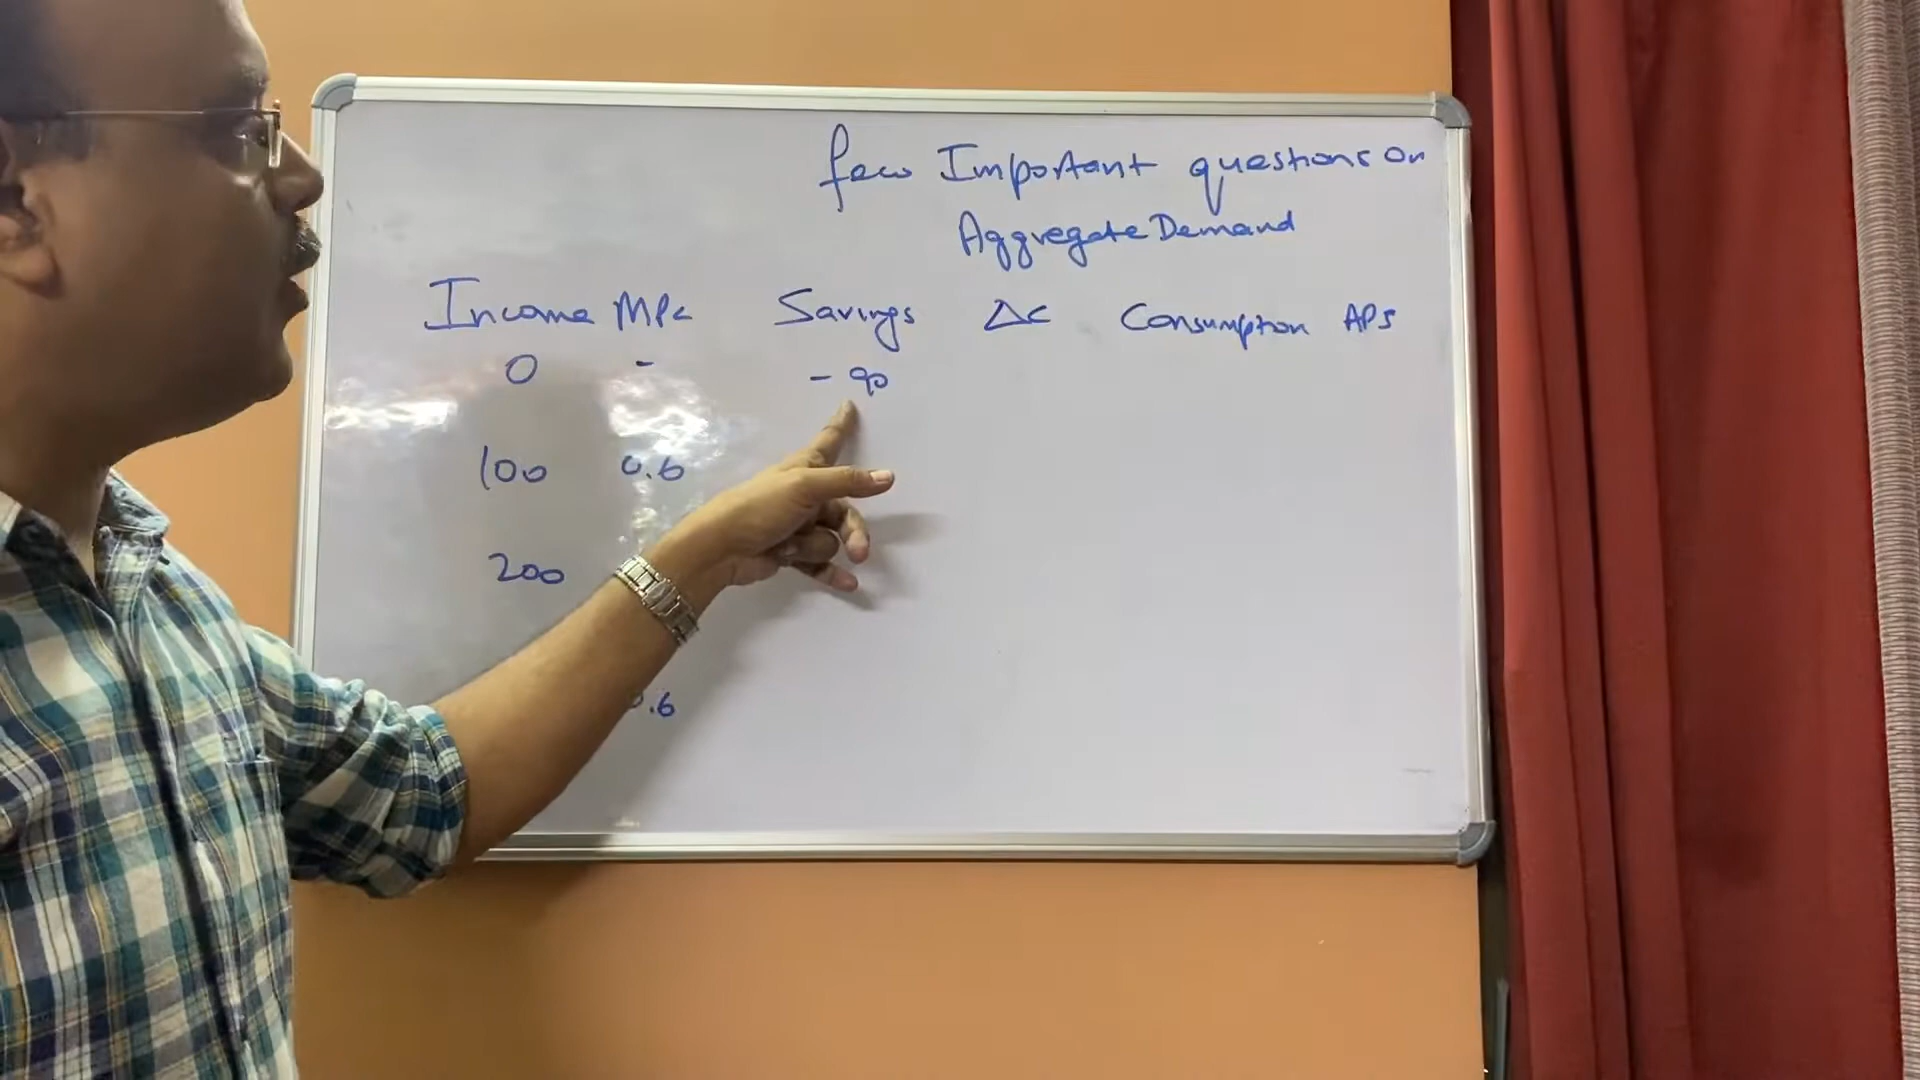 few Important questions on
Aggregate Demand
Income MPC Savings ΔC Consumption APS
0 - - 90
100 0.6
200
.6